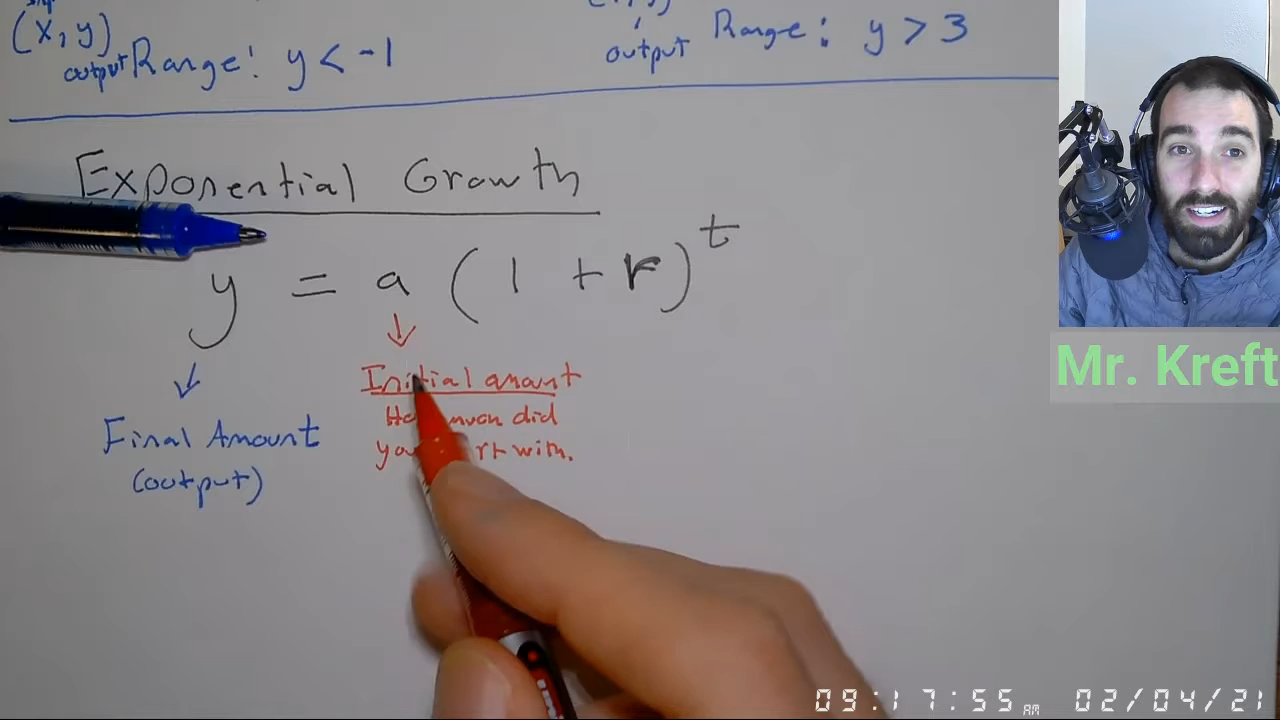 (x, y)
output Range: y < -1
output Range: y > 3
Exponential Growth
y = a (1 + r)^t
Final Amount
(output)
Initial amount
did
with.
Mr. Kreft
09:17:55 AM 02/04/21